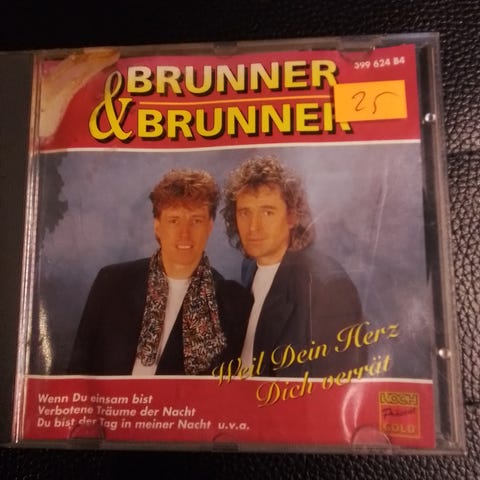 BRUNNER
& BRUNNER
399 624 B4
25
Weil Dein Herz
Dich verrät
Wenn Du einsam bist
Verbotene Träume der Nacht
Du bist der Tag in meiner Nacht u.v.a.
KOCH
Präsent
GOLD